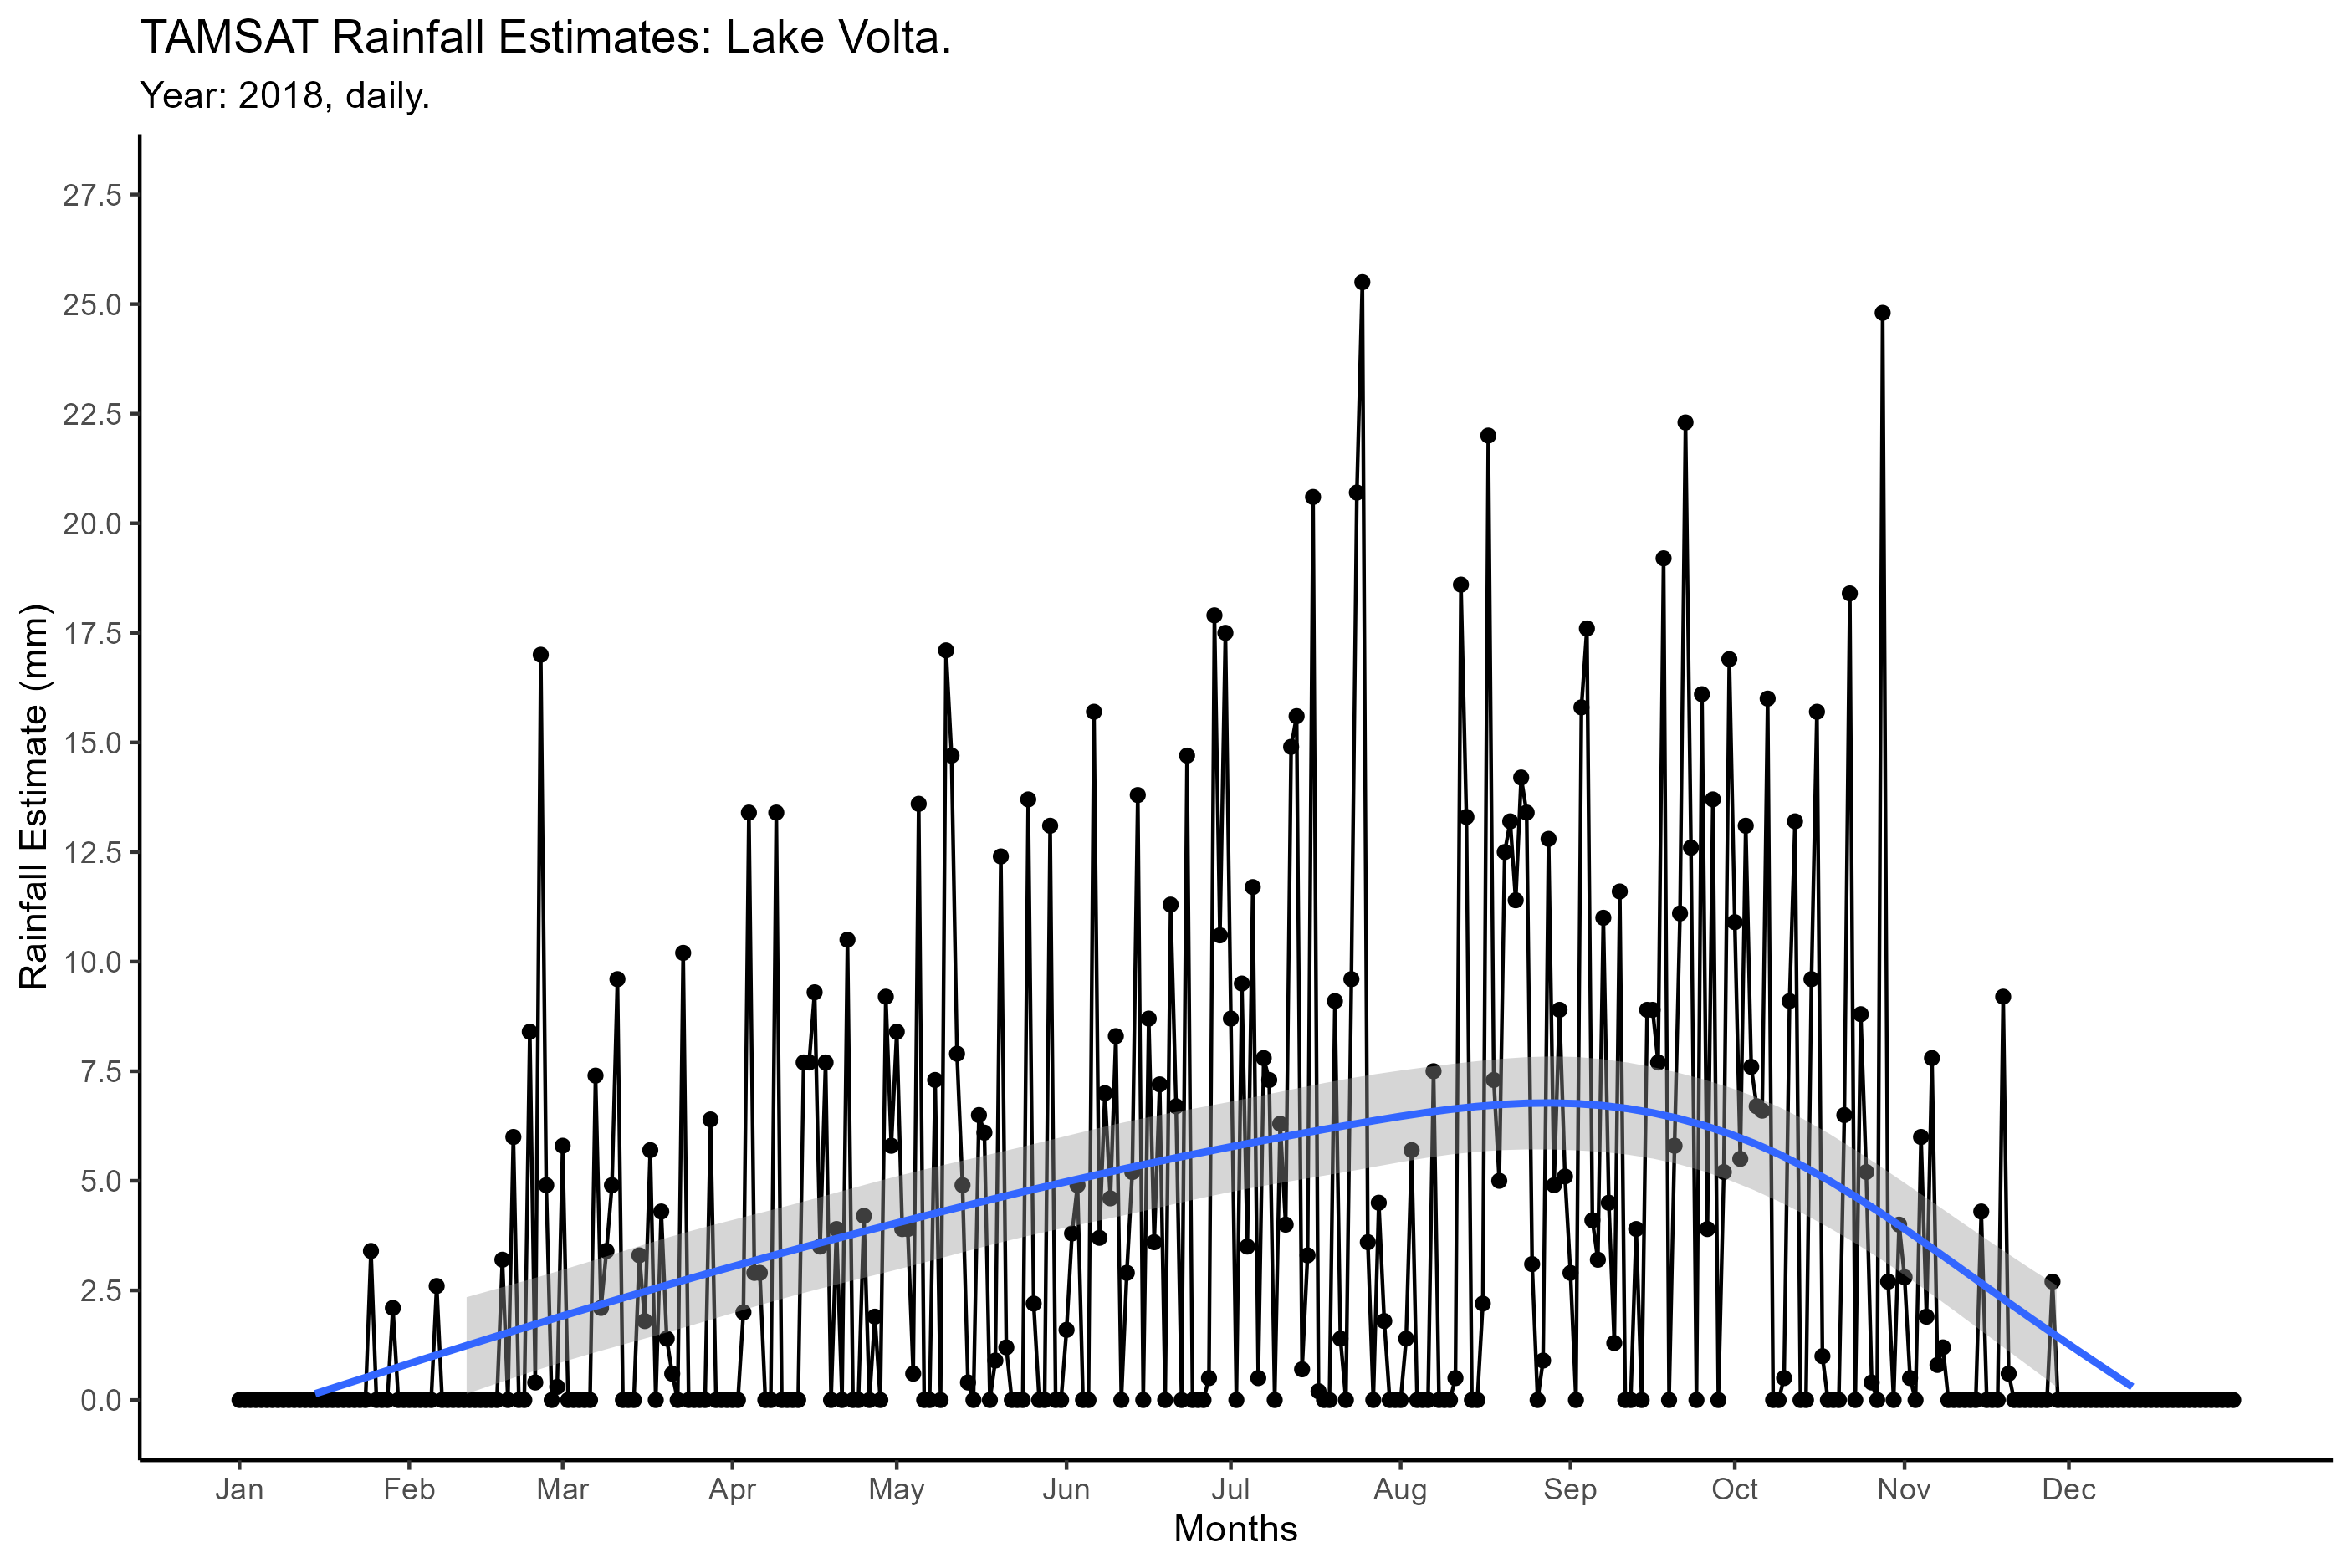 TAMSAT Rainfall Estimates: Lake Volta.
Year: 2018, daily.
Rainfall Estimate (mm)
27.5
25.0
22.5
20.0
17.5
15.0
12.5
10.0
7.5
5.0
2.5
0.0
Jan Feb Mar Apr May Jun Jul Aug Sep Oct Nov Dec
Months